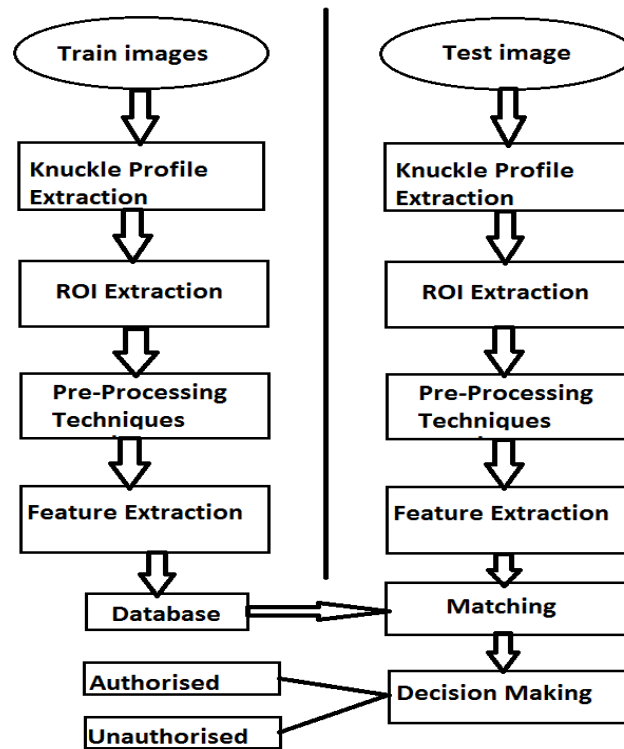 Train images
Knuckle Profile
Extraction
ROI Extraction
Pre-Processing
Techniques
Feature Extraction
Database
Test image
Knuckle Profile
Extraction
ROI Extraction
Pre-Processing
Techniques
Feature Extraction
Matching
Decision Making
Authorised
Unauthorised